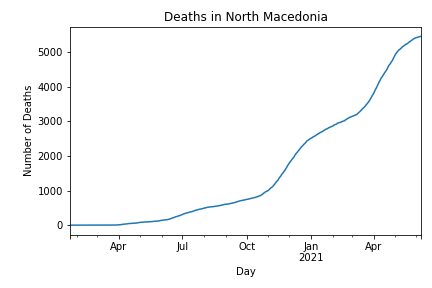 Deaths in North Macedonia
Number of Deaths
5000
4000
3000
2000
1000
0
Apr Jul Oct Jan Apr
2021
Day